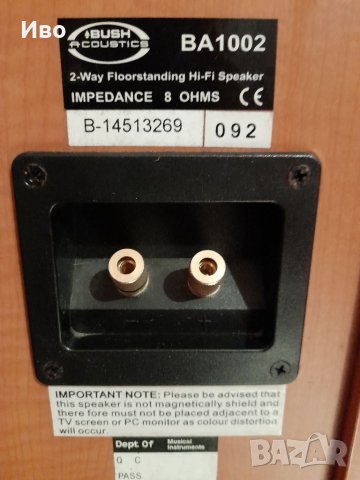 Иво
BUSH
ACOUSTICS
BA1002
2-Way Floorstanding Hi-Fi Speaker
IMPEDANCE 8 OHMS CE
B-14513269
092
IMPORTANT NOTE: Please be advised that
this speaker is not magnetically shield and
there fore must not be placed adjacent to a
TV screen or PC monitor as colour distortion
will occur.
Dept Of Musical
Instruments
Q C
PASS
BAZAR